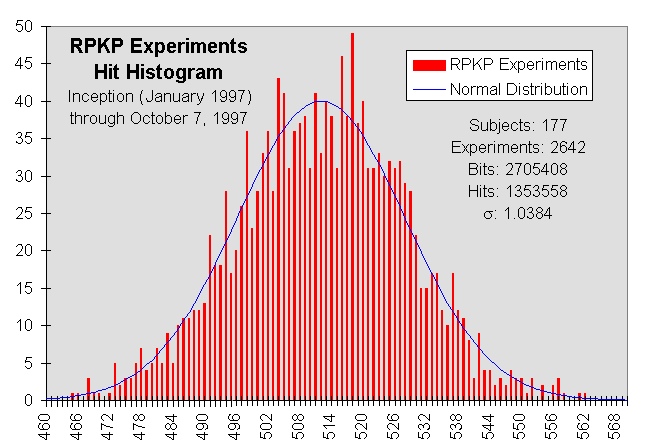 RPKP Experiments
Hit Histogram
Inception (January 1997)
through October 7, 1997
RPKP Experiments
Normal Distribution
Subjects: 177
Experiments: 2642
Bits: 2705408
Hits: 1353558
σ: 1.0384
50
45
40
35
30
25
20
15
10
5
0
460 466 472 478 484 490 496 502 508 514 520 526 532 538 544 550 556 562 568